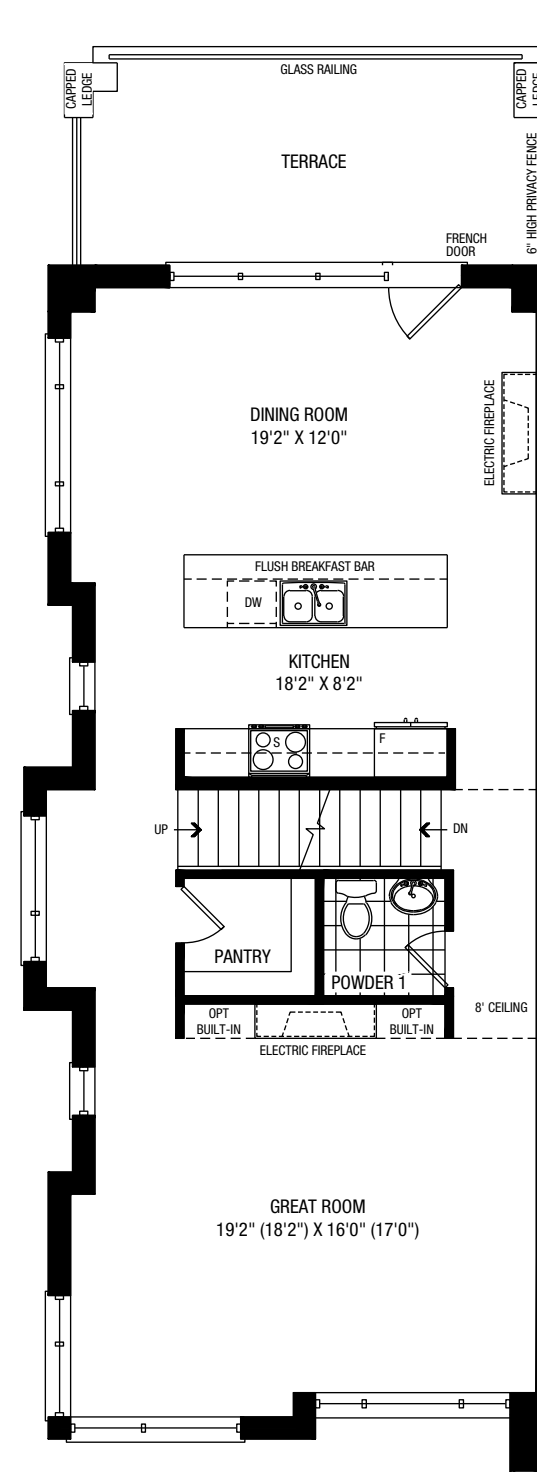 GLASS RAILING
CAPPED
LEDGE
CAPPED
LEDGE
TERRACE
6" HIGH PRIVACY FENCE
FRENCH
DOOR
DINING ROOM
19'2" X 12'0"
ELECTRIC FIREPLACE
FLUSH BREAKFAST BAR
DW
KITCHEN
18'2" X 8'2"
S
F
UP
DN
PANTRY
POWDER 1
OPT
BUILT-IN
OPT
BUILT-IN
8' CEILING
ELECTRIC FIREPLACE
GREAT ROOM
19'2" (18'2") X 16'0" (17'0")